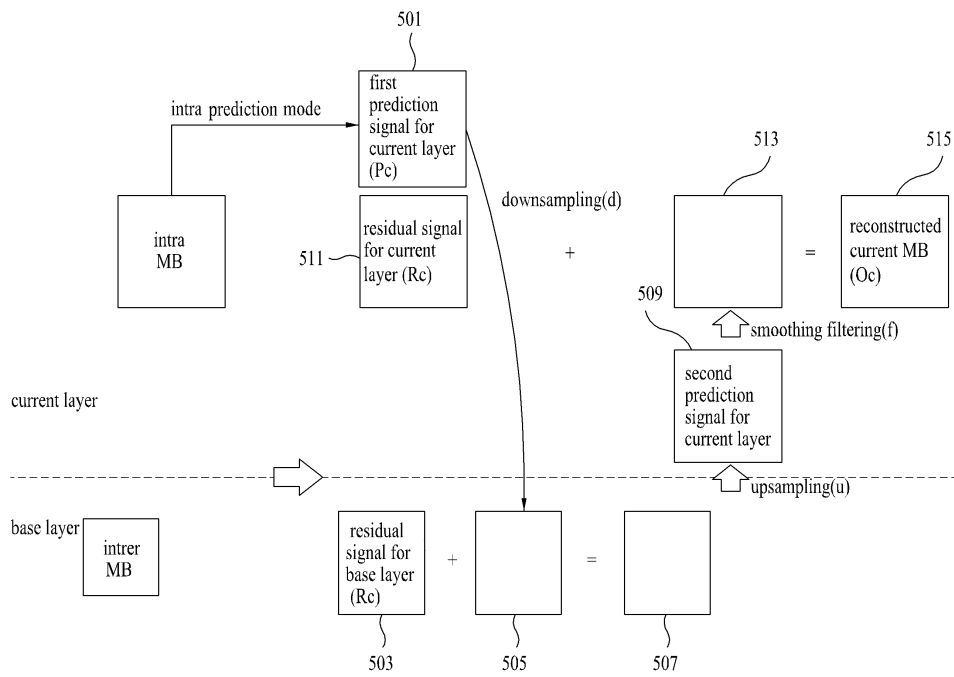 501
first
prediction
signal for
current layer
(Pc)
intra prediction mode
513
515
intra
MB
511
residual signal
for current
layer (Rc)
downsampling(d)
+
=
reconstructed
current MB
(Oc)
509
smoothing filtering(f)
second
prediction
signal for
current layer
current layer
upsampling(u)
base layer
intrer
MB
residual
signal for
base layer
(Rc)
+
=
503
505
507